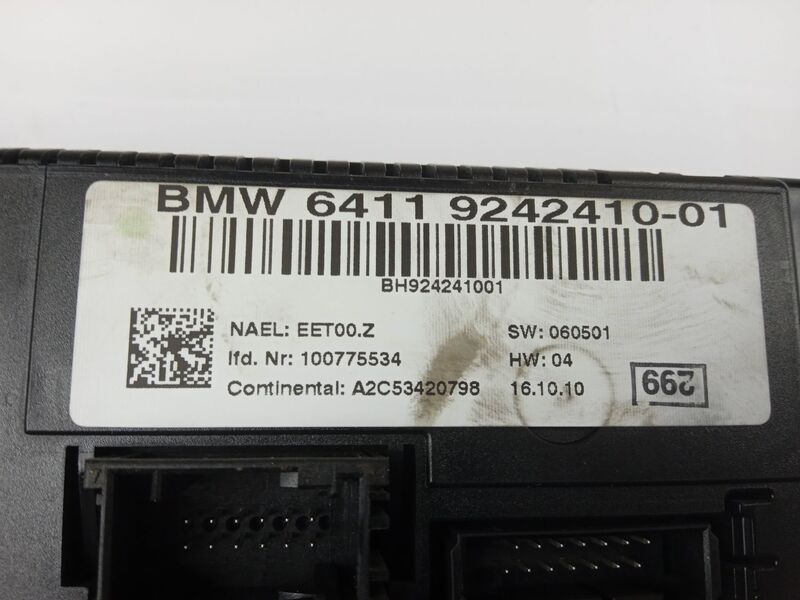 BMW 6411 9242410-01
BH924241001
NAEL: EET00.Z SW: 060501
lfd. Nr: 100775534 HW: 04
Continental: A2C53420798 16.10.10
299